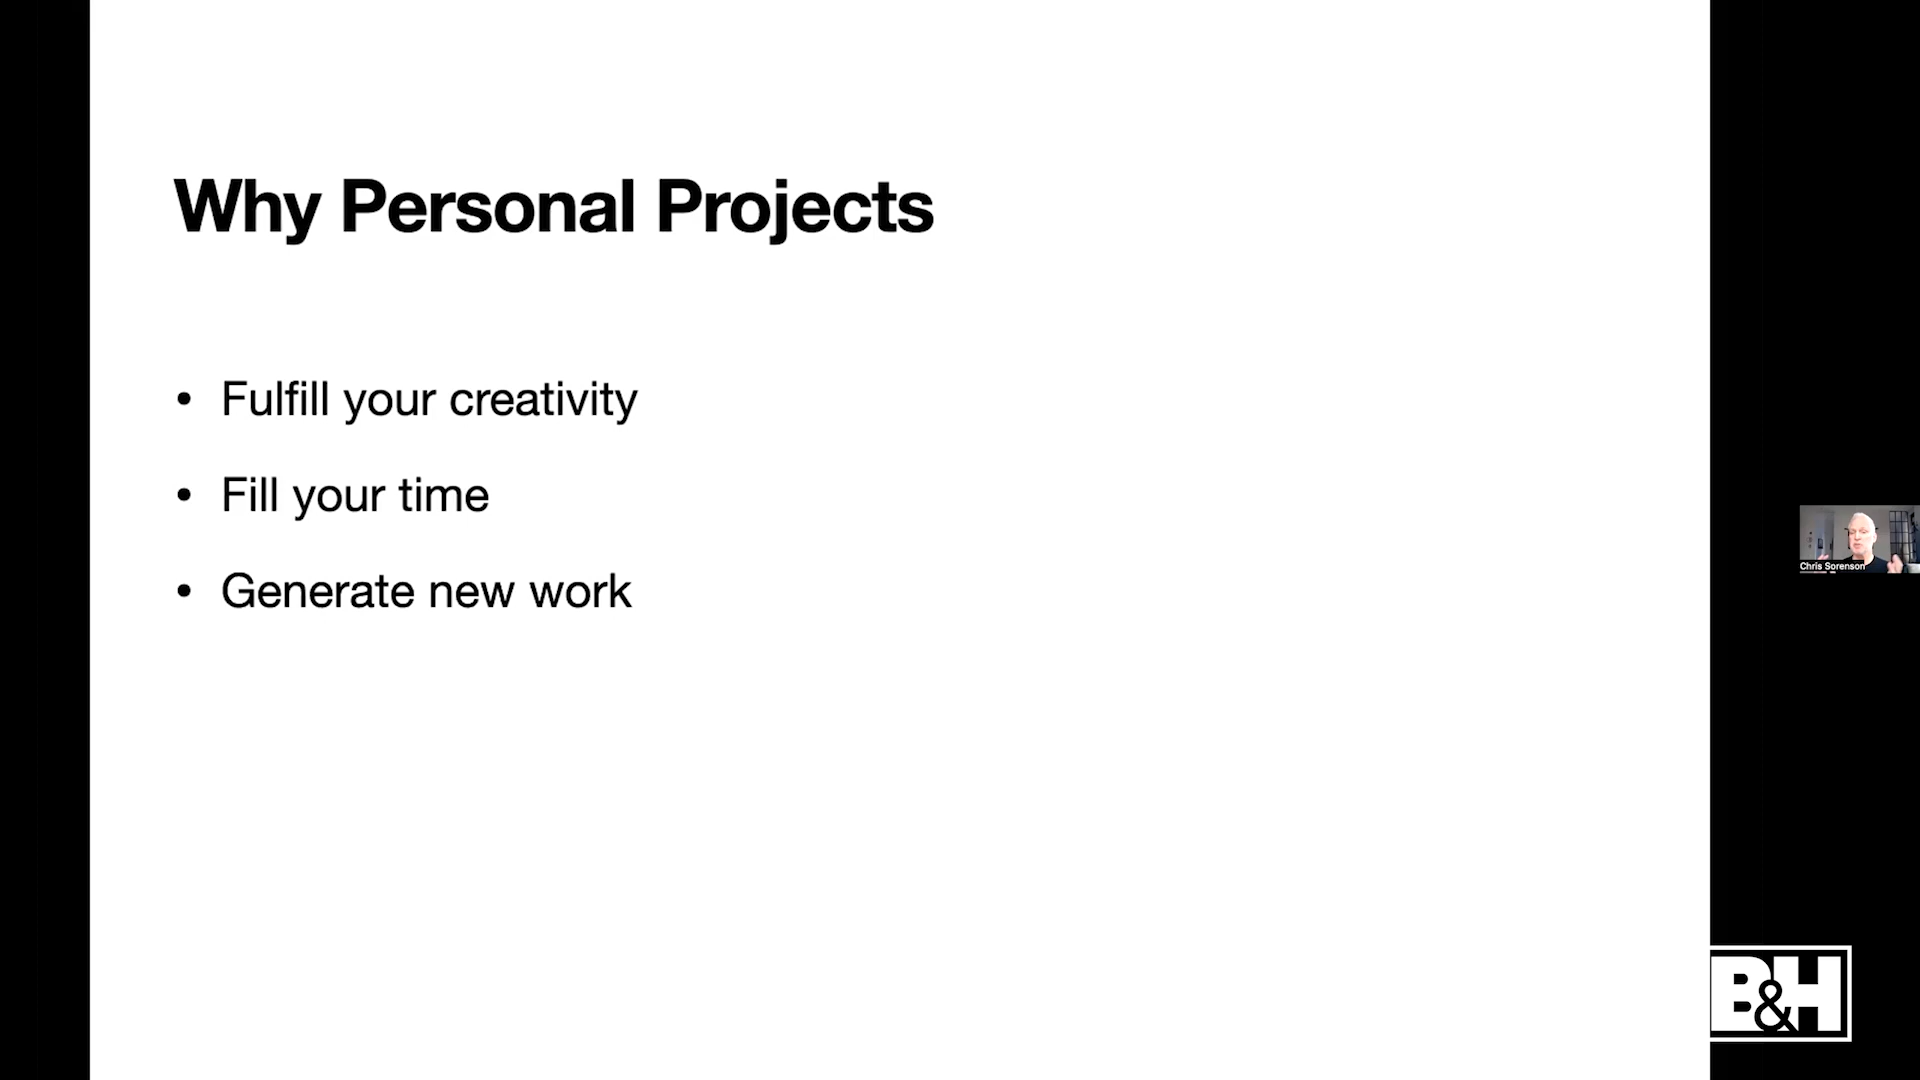 Why Personal Projects
• Fulfill your creativity
• Fill your time
• Generate new work
Chris Sorenson
B&H